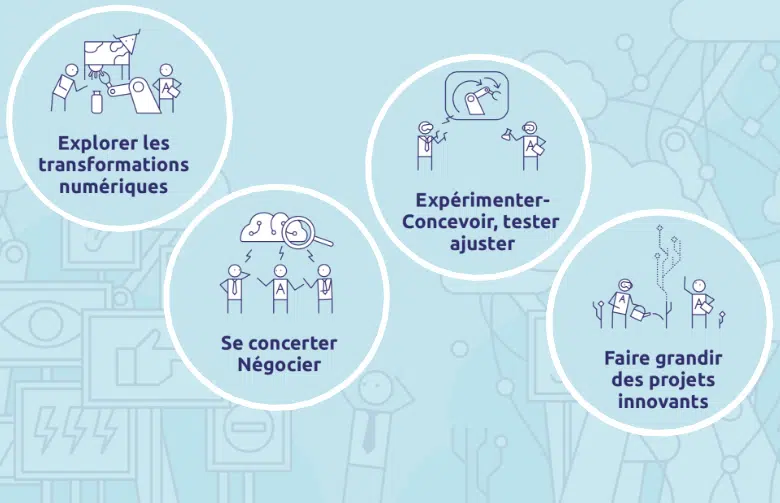 Explorer les
transformations
numériques
Se concerter
Négocier
Expérimenter-
Concevoir, tester
ajuster
Faire grandir
des projets
innovants
A
A
A
A
A